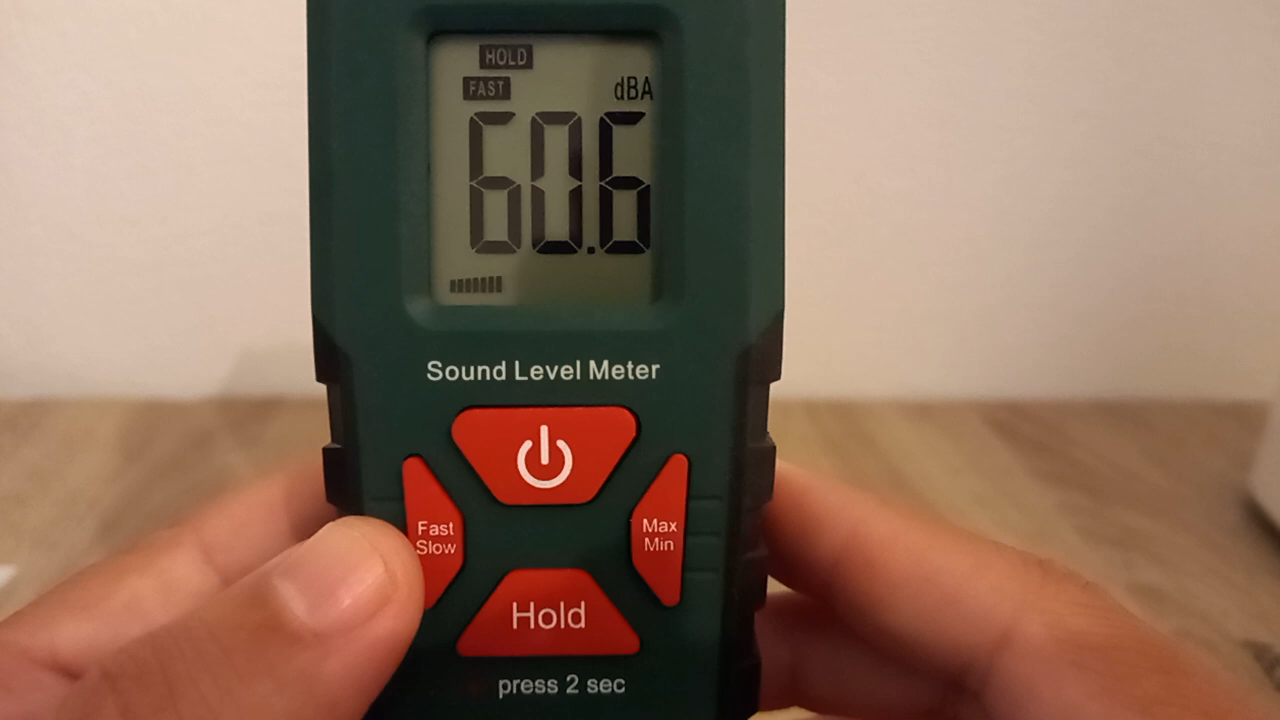 HOLD
FAST
dBA
60.6
Sound Level Meter
Fast
Slow
Max
Min
Hold
press 2 sec